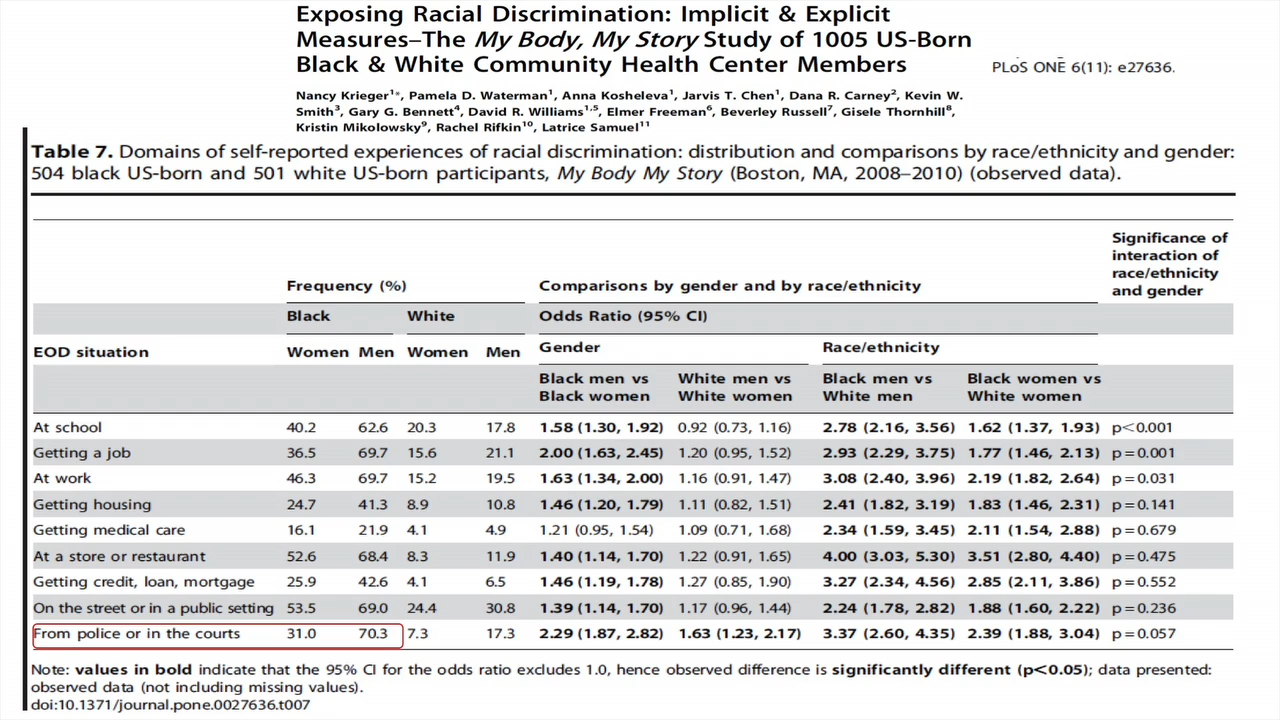 Exposing Racial Discrimination: Implicit & Explicit
Measures–The My Body, My Story Study of 1005 US-Born
Black & White Community Health Center Members
PLoS ONE 6(11): e27636.
Nancy Krieger1*, Pamela D. Waterman1, Anna Kosheleva1, Jarvis T. Chen1, Dana R. Carney2, Kevin W.
Smith3, Gary G. Bennett4, David R. Williams1,5, Elmer Freeman6, Beverley Russell7, Gisele Thornhill8,
Kristin Mikolowsky9, Rachel Rifkin10, Latrice Samuel11
Table 7. Domains of self-reported experiences of racial discrimination: distribution and comparisons by race/ethnicity and gender:
504 black US-born and 501 white US-born participants, My Body My Story (Boston, MA, 2008–2010) (observed data).
Significance of
interaction of
race/ethnicity
and gender
Frequency (%) Comparisons by gender and by race/ethnicity
Black White Odds Ratio (95% CI)
EOD situation Women Men Women Men Gender Race/ethnicity
Black men vs White men vs Black men vs Black women vs
Black women White women White men White women
At school 40.2 62.6 20.3 17.8 1.58 (1.30, 1.92) 0.92 (0.73, 1.16) 2.78 (2.16, 3.56) 1.62 (1.37, 1.93) p<0.001
Getting a job 36.5 69.7 15.6 21.1 2.00 (1.63, 2.45) 1.20 (0.95, 1.52) 2.93 (2.29, 3.75) 1.77 (1.46, 2.13) p=0.001
At work 46.3 69.7 15.2 19.5 1.63 (1.34, 2.00) 1.16 (0.91, 1.47) 3.08 (2.40, 3.96) 2.19 (1.82, 2.64) p=0.031
Getting housing 24.7 41.3 8.9 10.8 1.46 (1.20, 1.79) 1.11 (0.82, 1.51) 2.41 (1.82, 3.19) 1.83 (1.46, 2.31) p=0.141
Getting medical care 16.1 21.9 4.1 4.9 1.21 (0.95, 1.54) 1.09 (0.71, 1.68) 2.34 (1.59, 3.45) 2.11 (1.54, 2.88) p=0.679
At a store or restaurant 52.6 68.4 8.3 11.9 1.40 (1.14, 1.70) 1.22 (0.91, 1.65) 4.00 (3.03, 5.30) 3.51 (2.80, 4.40) p=0.475
Getting credit, loan, mortgage 25.9 42.6 4.1 6.5 1.46 (1.19, 1.78) 1.27 (0.85, 1.90) 3.27 (2.34, 4.56) 2.85 (2.11, 3.86) p=0.552
On the street or in a public setting 53.5 69.0 24.4 30.8 1.39 (1.14, 1.70) 1.17 (0.96, 1.44) 2.24 (1.78, 2.82) 1.88 (1.60, 2.22) p=0.236
From police or in the courts 31.0 70.3 7.3 17.3 2.29 (1.87, 2.82) 1.63 (1.23, 2.17) 3.37 (2.60, 4.35) 2.39 (1.88, 3.04) p=0.057
Note: values in bold indicate that the 95% CI for the odds ratio excludes 1.0, hence observed difference is significantly different (p<0.05); data presented:
observed data (not including missing values).
doi:10.1371/journal.pone.0027636.t007